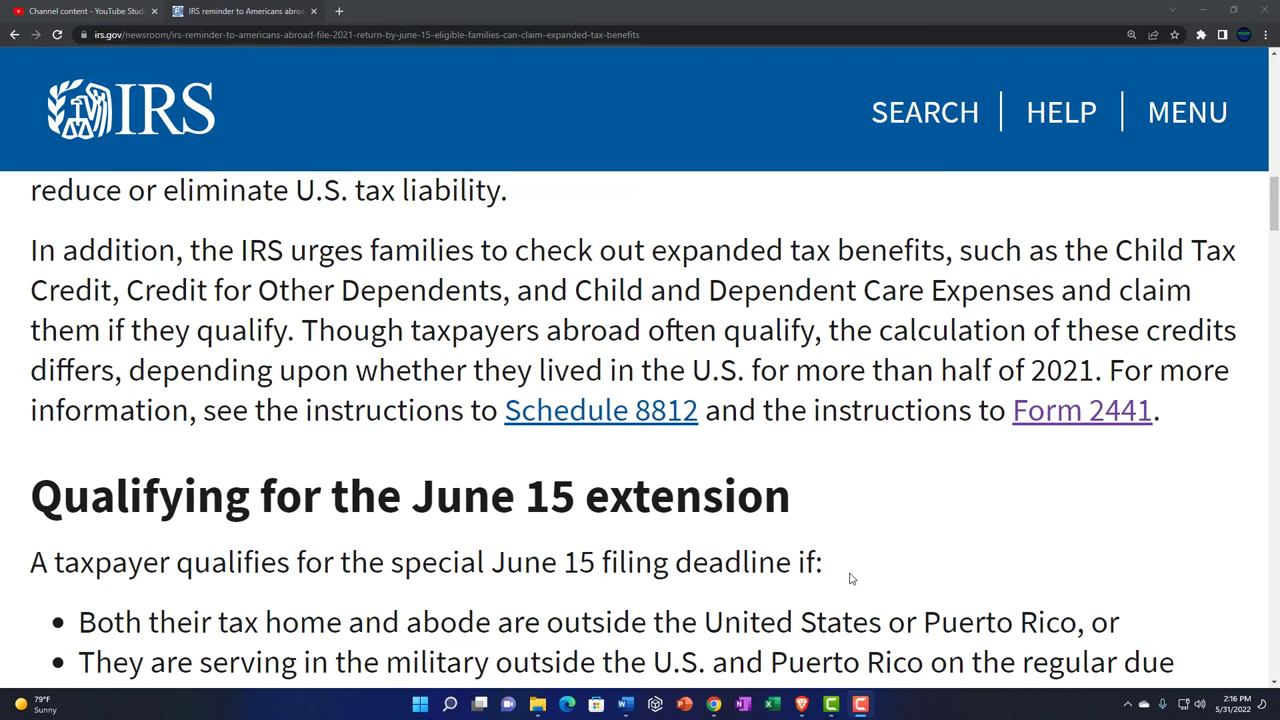 Channel content - YouTube Studi
IRS reminder to Americans abroa
irs.gov/newsroom/irs-reminder-to-americans-abroad-file-2021-return-by-june-15-eligible-families-can-claim-expanded-tax-benefits
IRS
SEARCH
HELP
MENU
reduce or eliminate U.S. tax liability.
In addition, the IRS urges families to check out expanded tax benefits, such as the Child Tax
Credit, Credit for Other Dependents, and Child and Dependent Care Expenses and claim
them if they qualify. Though taxpayers abroad often qualify, the calculation of these credits
differs, depending upon whether they lived in the U.S. for more than half of 2021. For more
information, see the instructions to Schedule 8812 and the instructions to Form 2441.
Qualifying for the June 15 extension
A taxpayer qualifies for the special June 15 filing deadline if:
• Both their tax home and abode are outside the United States or Puerto Rico, or
• They are serving in the military outside the U.S. and Puerto Rico on the regular due
79°F
Sunny
2:16 PM
5/31/2022